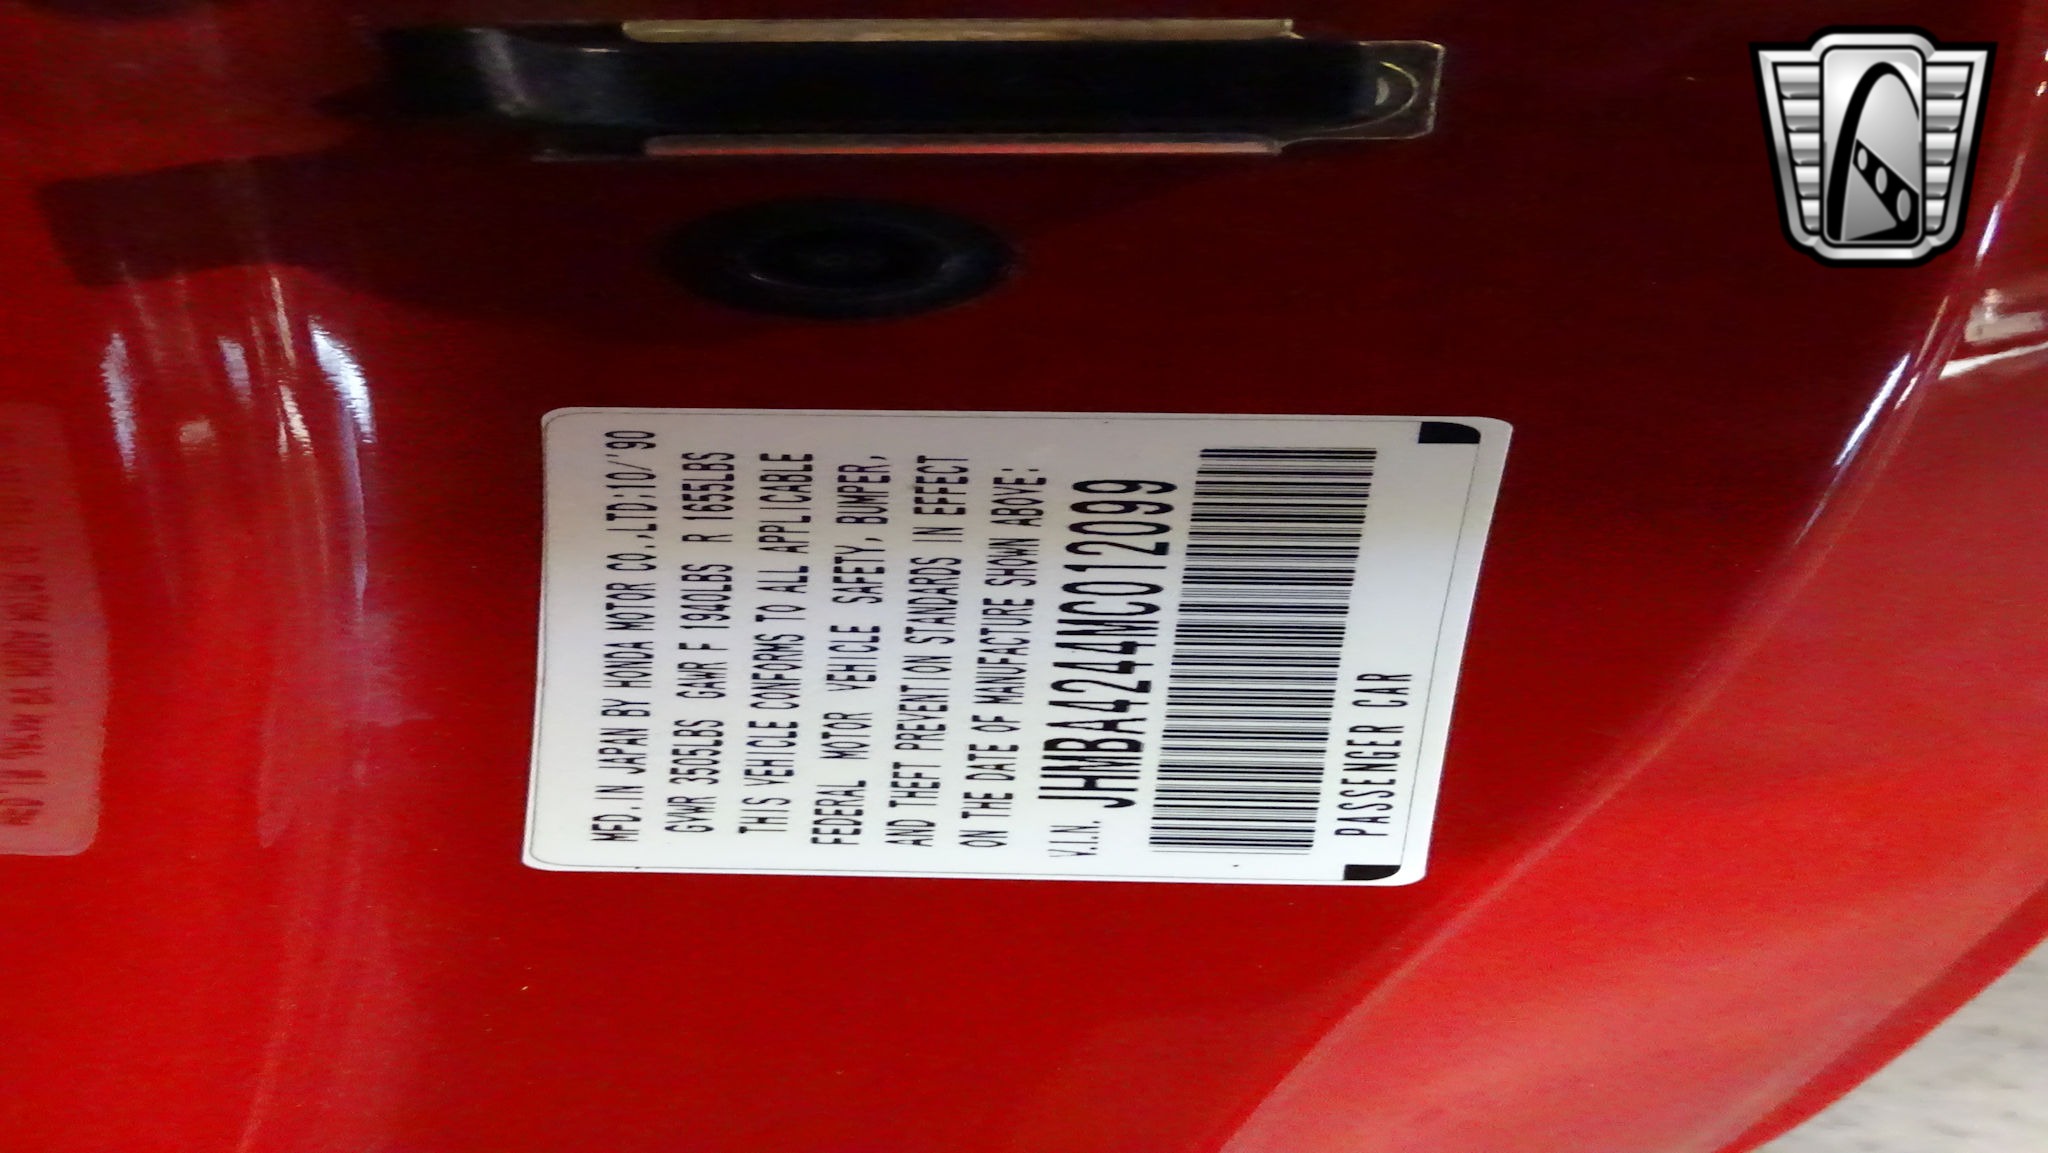 MFD. IN JAPAN BY HONDA MOTOR CO.,LTD:10/'90
GVWR 3505LBS GAWR F 1940LBS R 1655LBS
THIS VEHICLE CONFORMS TO ALL APPLICABLE
FEDERAL MOTOR VEHICLE SAFETY, BUMPER,
AND THEFT PREVENTION STANDARDS IN EFFECT
ON THE DATE OF MANUFACTURE SHOWN ABOVE:
V.I.N. JHMBA4244MC012099
PASSENGER CAR